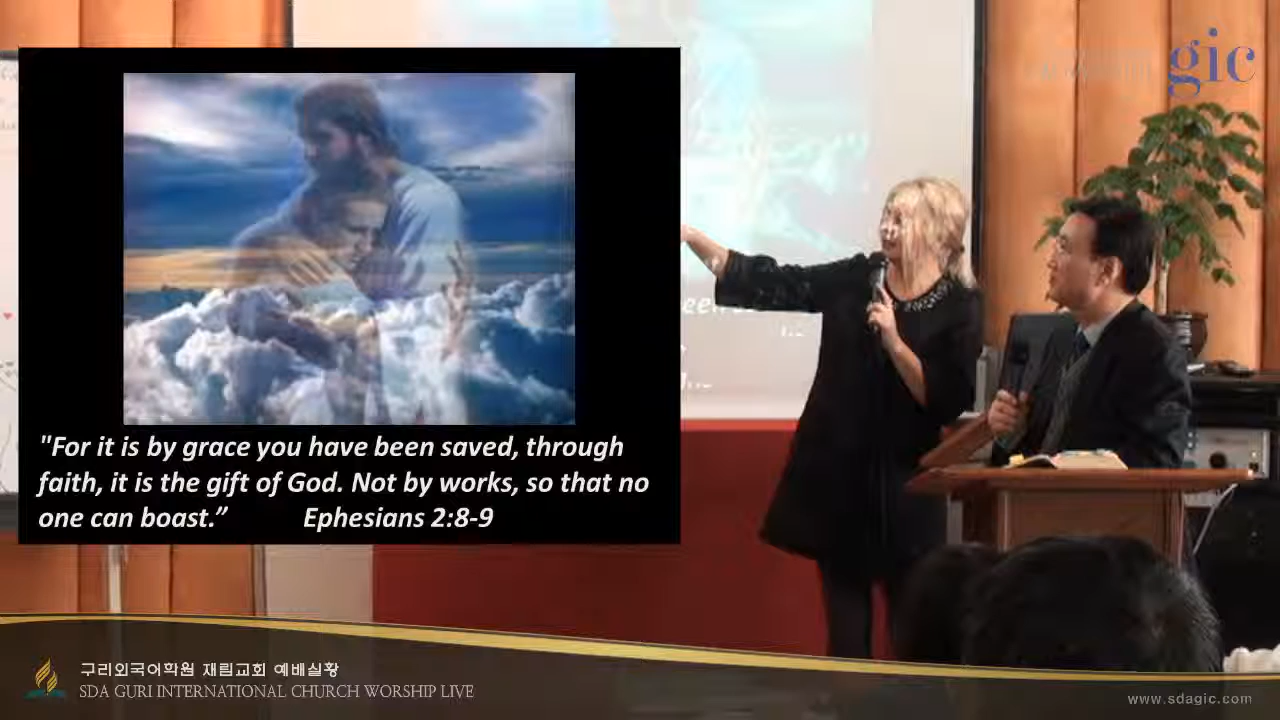 gic
"For it is by grace you have been saved, through
faith, it is the gift of God. Not by works, so that no
one can boast.” Ephesians 2:8-9
구리외국어학원 재림교회 예배실황
SDA GURI INTERNATIONAL CHURCH WORSHIP LIVE
www.sdagic.com